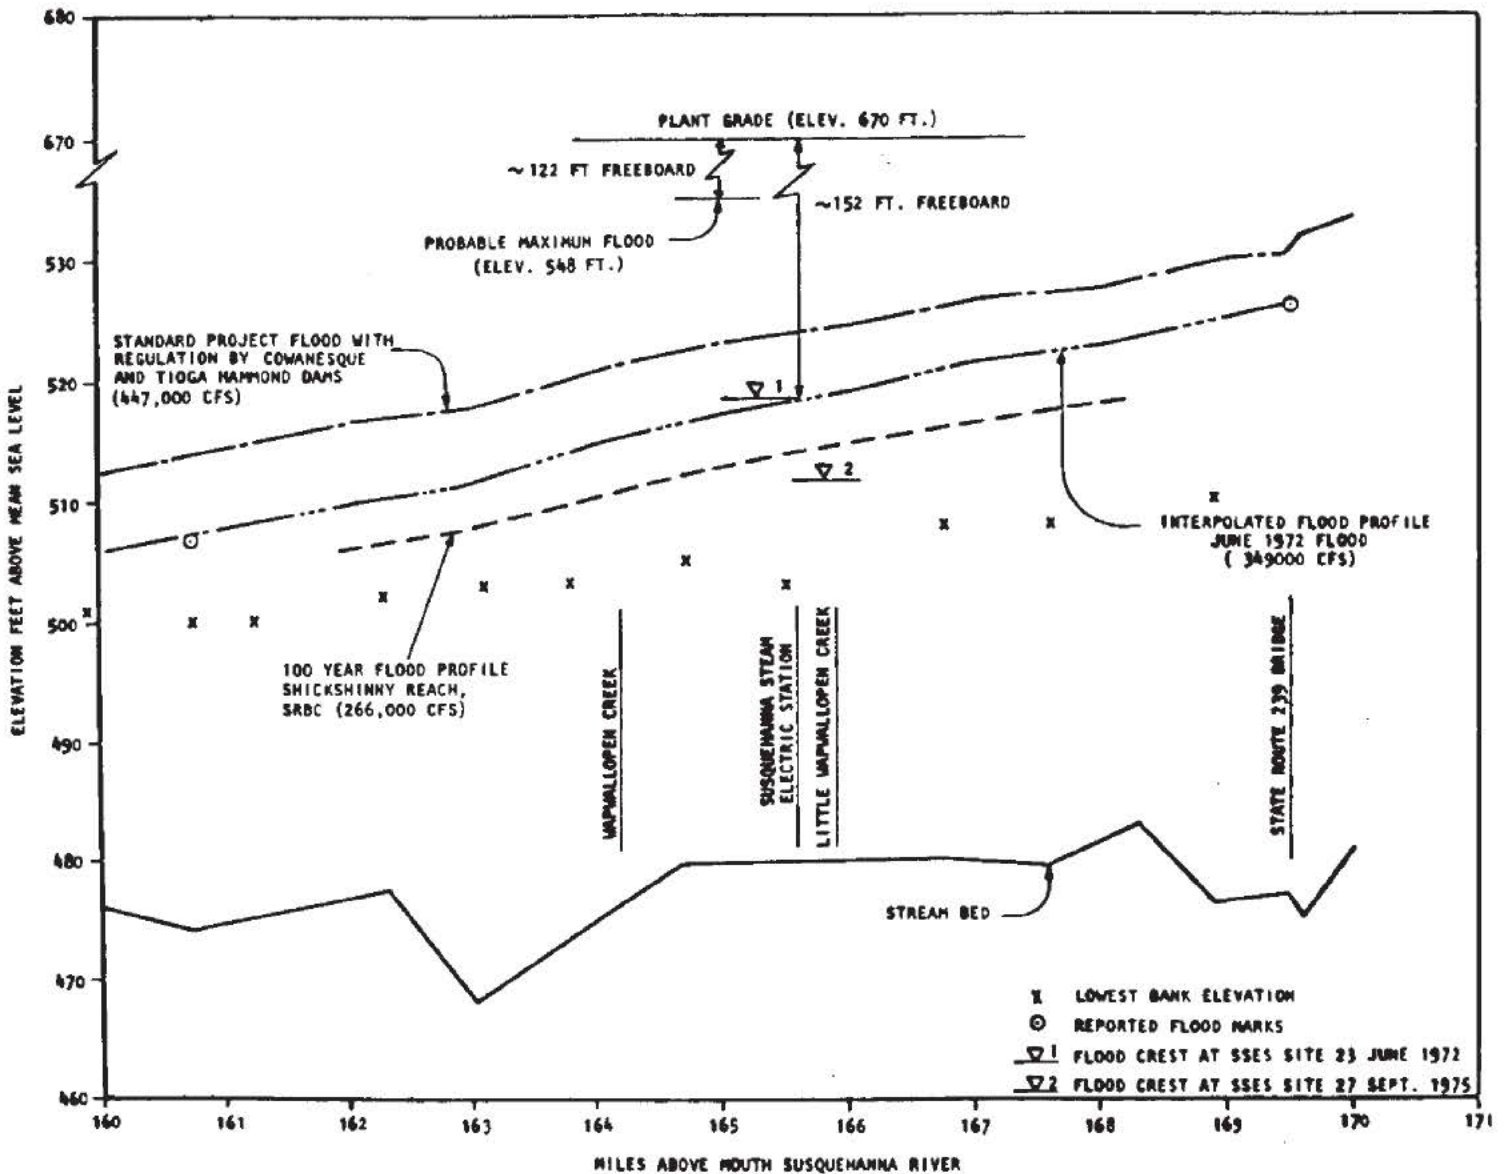 680
670
530
520
510
500
490
480
470
460
ELEVATION FEET ABOVE MEAN SEA LEVEL
PLANT GRADE (ELEV. 670 FT.)
~122 FT FREEBOARD
~152 FT. FREEBOARD
PROBABLE MAXIMUM FLOOD
(ELEV. 548 FT.)
STANDARD PROJECT FLOOD WITH
REGULATION BY COWANESQUE
AND TIOGA HAMMOND DAMS
(447,000 CFS)
1
2
INTERPOLATED FLOOD PROFILE
JUNE 1972 FLOOD
( 349000 CFS)
100 YEAR FLOOD PROFILE
SHICKSHINNY REACH,
SRBC (266,000 CFS)
WAPWALLOPEN CREEK
SUSQUEHANNA STEAM
ELECTRIC STATION
LITTLE WAPWALLOPEN CREEK
STATE ROUTE 239 BRIDGE
STREAM BED
X LOWEST BANK ELEVATION
REPORTED FLOOD MARKS
1 FLOOD CREST AT SSES SITE 23 JUNE 1972
2 FLOOD CREST AT SSES SITE 27 SEPT. 1975
160 161 162 163 164 165 166 167 168 169 170 171
MILES ABOVE MOUTH SUSQUEHANNA RIVER